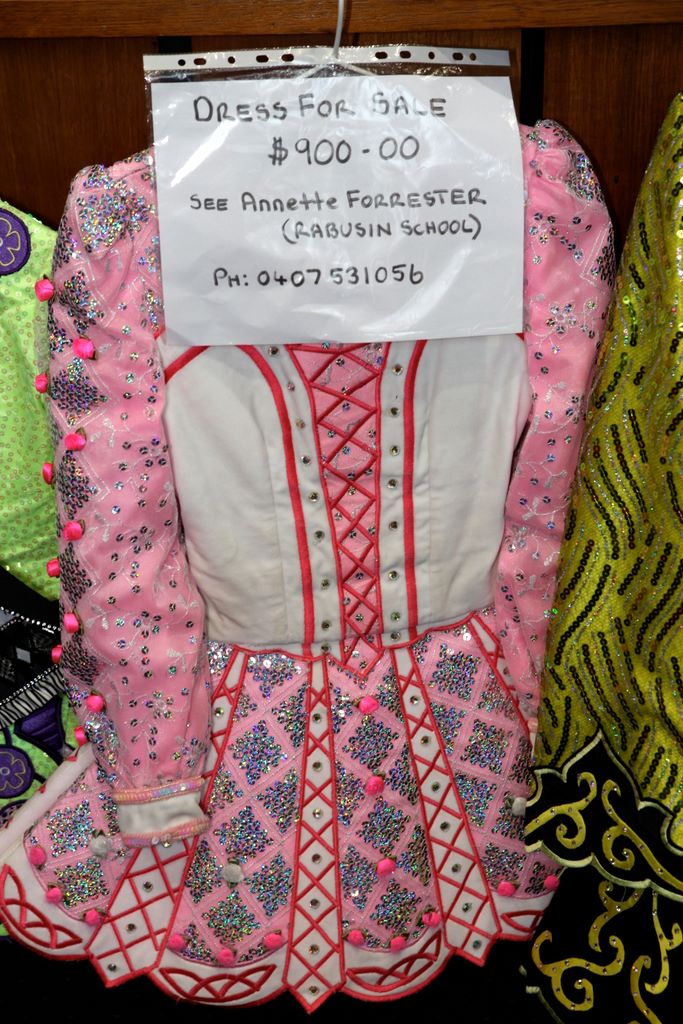 DRESS FOR SALE
$900-00
SEE Annette FORRESTER
(RABUSIN SCHOOL)
PH: 0407 531056